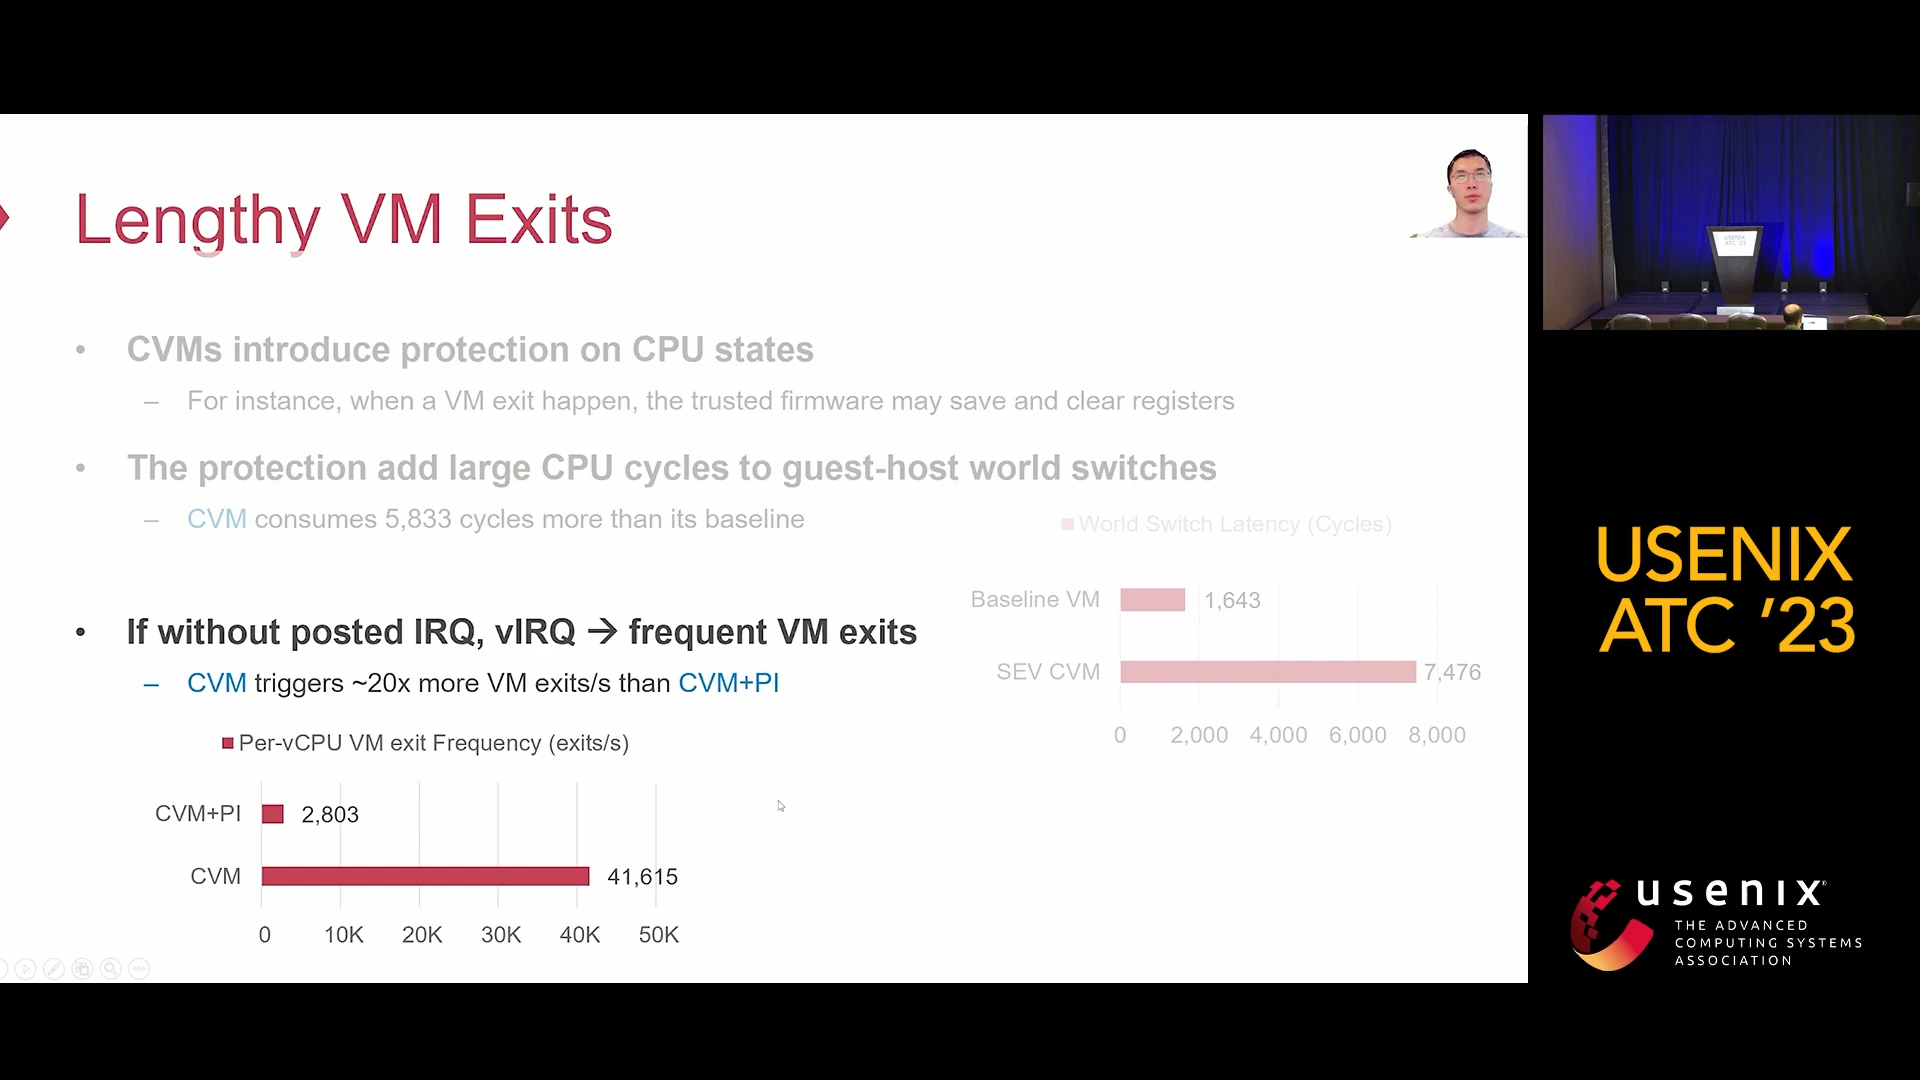 Lengthy VM Exits
• CVMs introduce protection on CPU states
– For instance, when a VM exit happen, the trusted firmware may save and clear registers
• The protection add large CPU cycles to guest-host world switches
– CVM consumes 5,833 cycles more than its baseline
World Switch Latency (Cycles)
Baseline VM 1,643
SEV CVM 7,476
0 2,000 4,000 6,000 8,000
• If without posted IRQ, vIRQ → frequent VM exits
– CVM triggers ~20x more VM exits/s than CVM+PI
Per-vCPU VM exit Frequency (exits/s)
CVM+PI 2,803
CVM 41,615
0 10K 20K 30K 40K 50K
USENIX
ATC '23
USENIX
ATC '23
usenix®
THE ADVANCED
COMPUTING SYSTEMS
ASSOCIATION